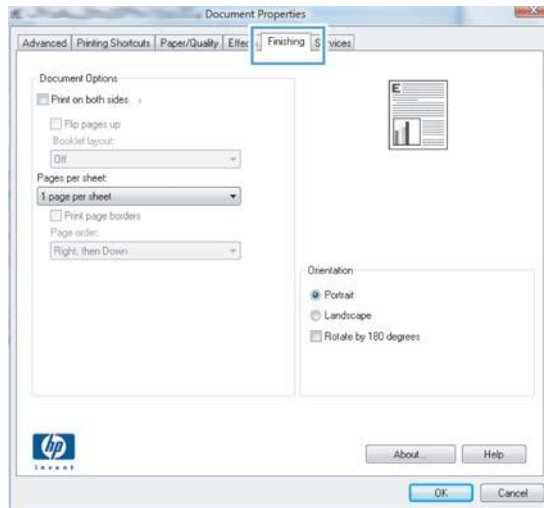 Document Properties
Advanced Printing Shortcuts Paper/Quality Finishing
Document Options
Print on both sides
Flip pages up
Booklet layout:
Off
Pages per sheet:
1 page per sheet
Print page borders
Page order:
Right, then Down
E
Orientation
Portrait
Landscape
Rotate by 180 degrees
hp
invent
About... Help
OK Cancel